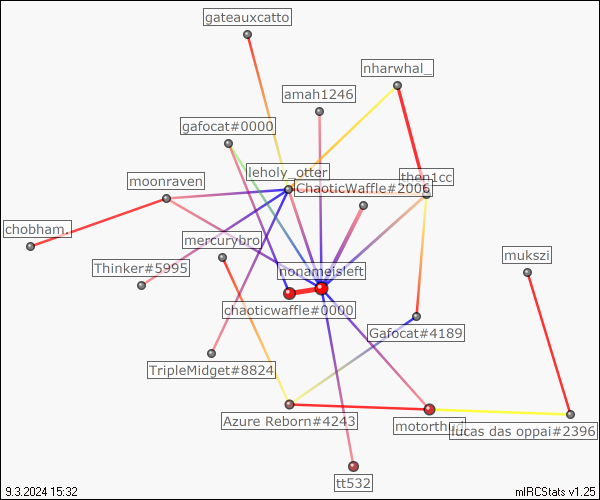 gateauxcatto
nharwhal_
amah1246
gafocat#0000
leholy_otter
then1cc
moonraven
ChaoticWaffle#2006
chobham.
mercurybro
mukszi
Thinker#5995
nonameisleft
chaoticwaffle#0000
Gafocat#4189
TripleMidget#8824
Azure Reborn#4243
lucas das oppai#2396
tt532
9.3.2024 15:32
mIRCStats v1.25